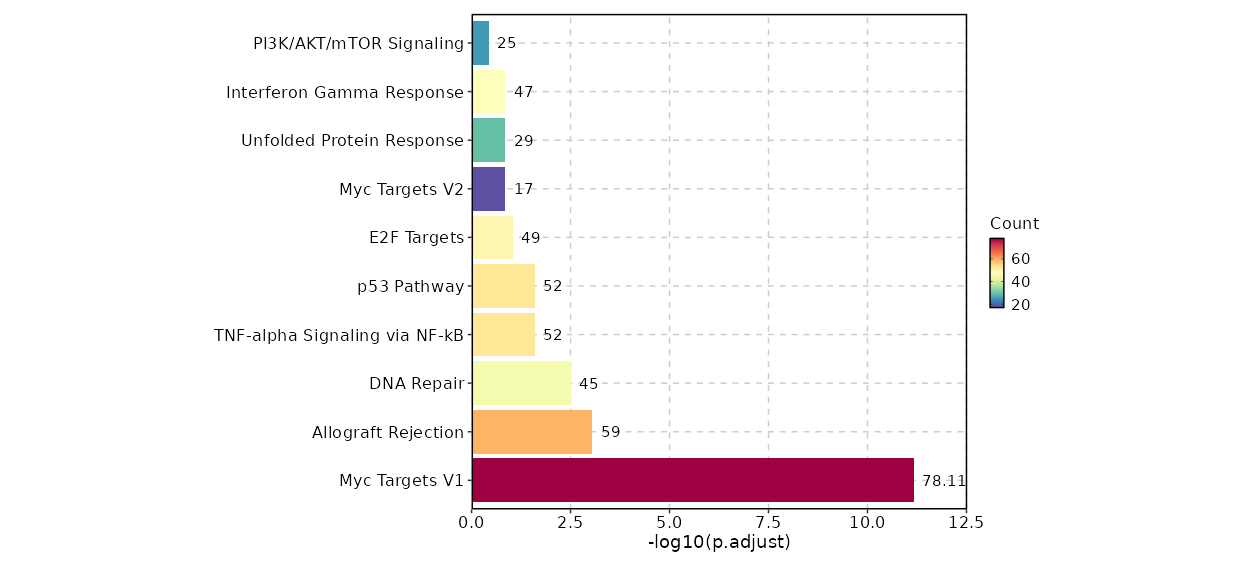 PI3K/AKT/mTOR Signaling 25
Interferon Gamma Response 47
Unfolded Protein Response 29
Myc Targets V2 17
E2F Targets 49
p53 Pathway 52
TNF-alpha Signaling via NF-kB 52
DNA Repair 45
Allograft Rejection 59
Myc Targets V1 78.11
0.0 2.5 5.0 7.5 10.0 12.5
-log10(p.adjust)
Count
60
40
20